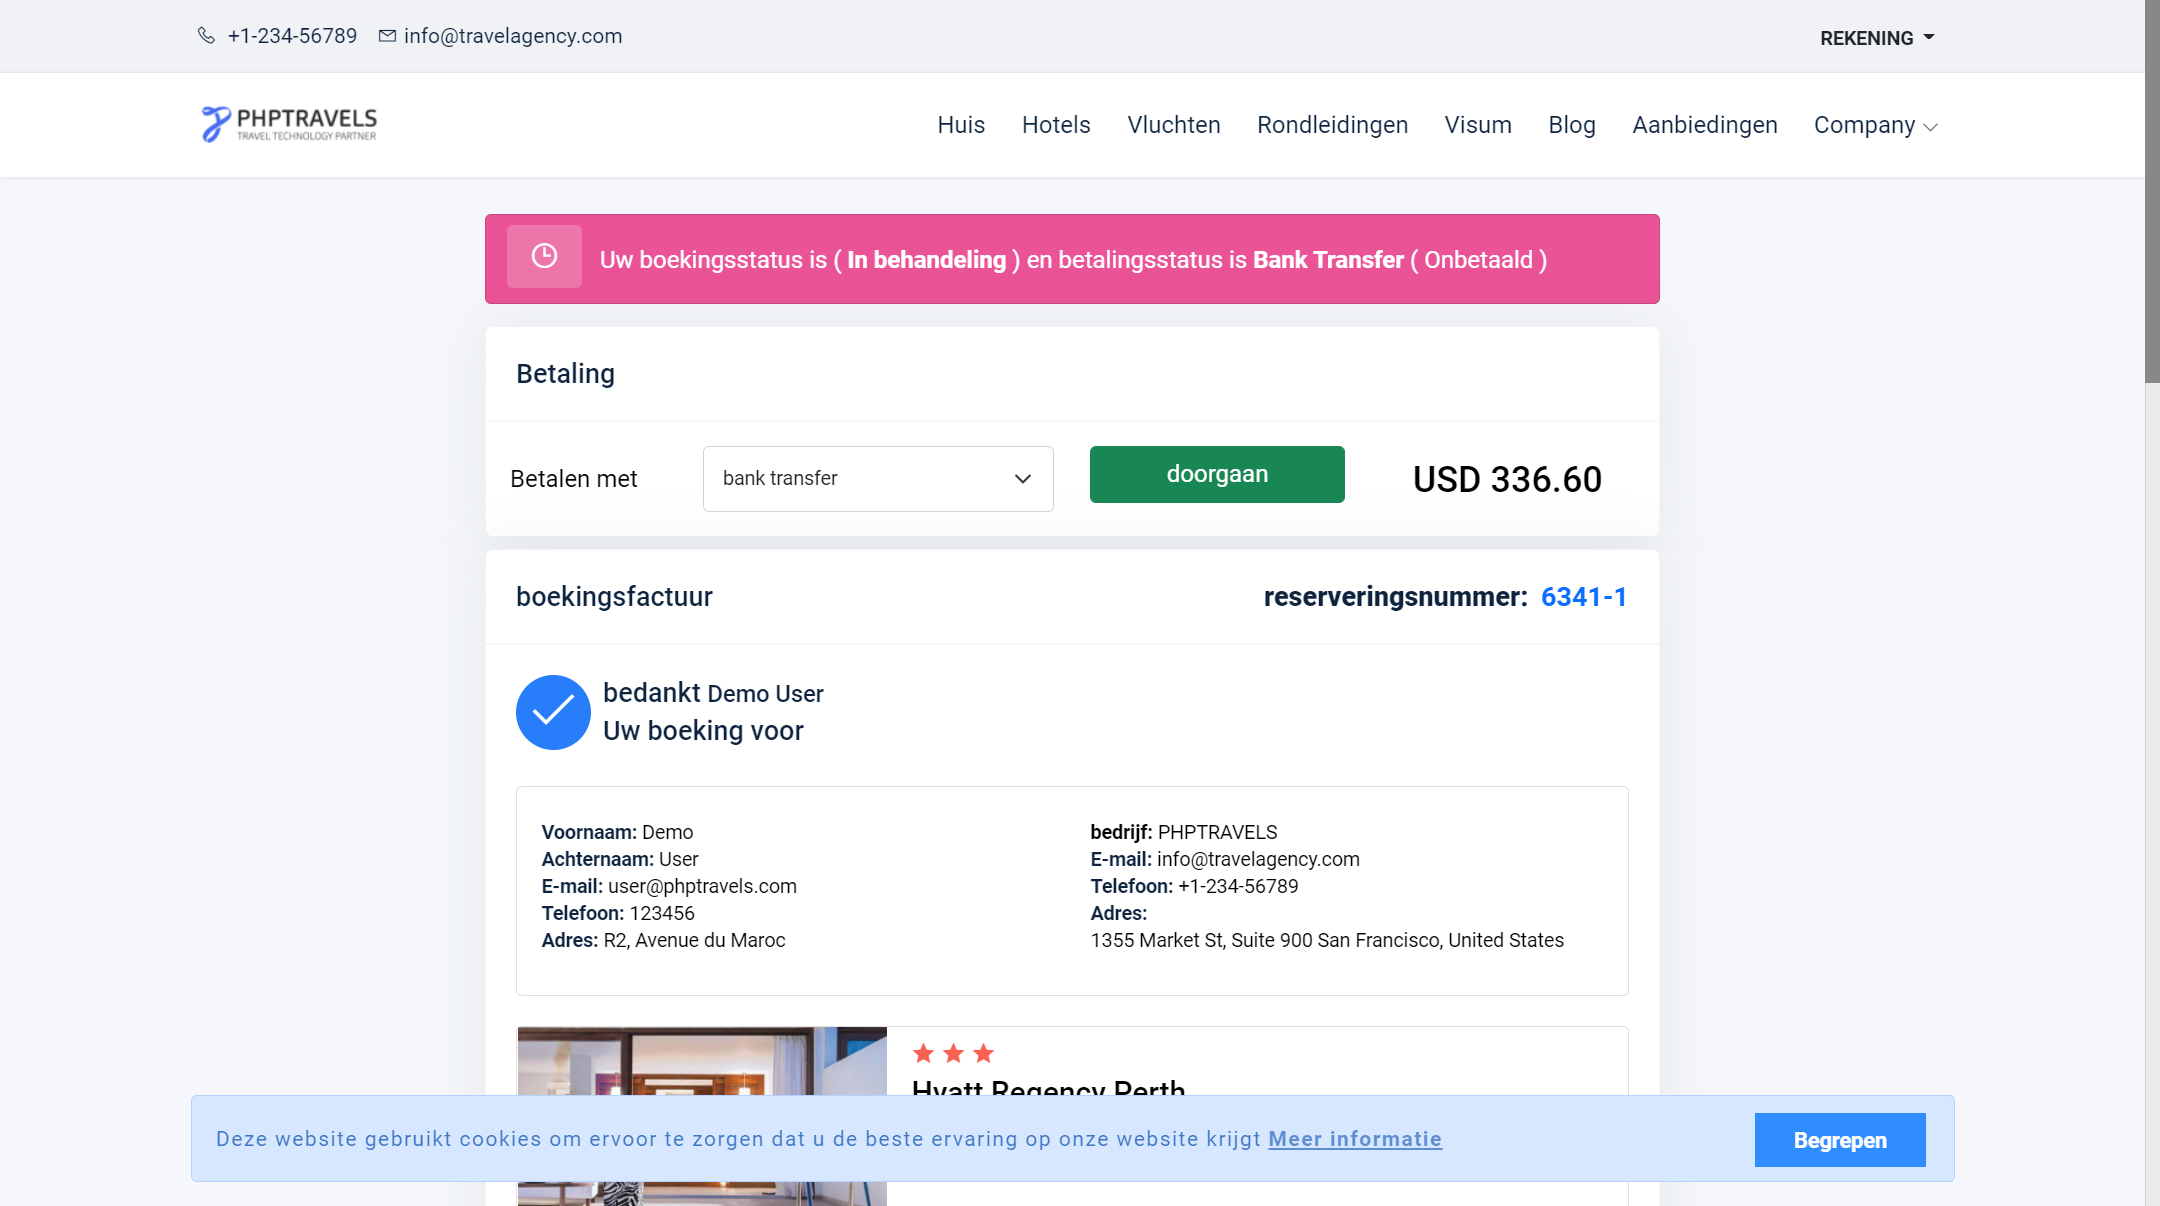 +1-234-56789 info@travelagency.com REKENING
PHPTRAVELS
TRAVEL TECHNOLOGY PARTNER
Huis Hotels Vluchten Rondleidingen Visum Blog Aanbiedingen Company
Uw boekingsstatus is ( In behandeling ) en betalingsstatus is Bank Transfer ( Onbetaald )
Betaling
Betalen met bank transfer doorgaan USD 336.60
boekingsfactuur reserveringsnummer: 6341-1
bedankt Demo User
Uw boeking voor
Voornaam: Demo
Achternaam: User
E-mail: user@phptravels.com
Telefoon: 123456
Adres: R2, Avenue du Maroc
bedrijf: PHPTRAVELS
E-mail: info@travelagency.com
Telefoon: +1-234-56789
Adres:
1355 Market St, Suite 900 San Francisco, United States
Hyatt Regency Perth
Deze website gebruikt cookies om ervoor te zorgen dat u de beste ervaring op onze website krijgt Meer informatie Begrepen